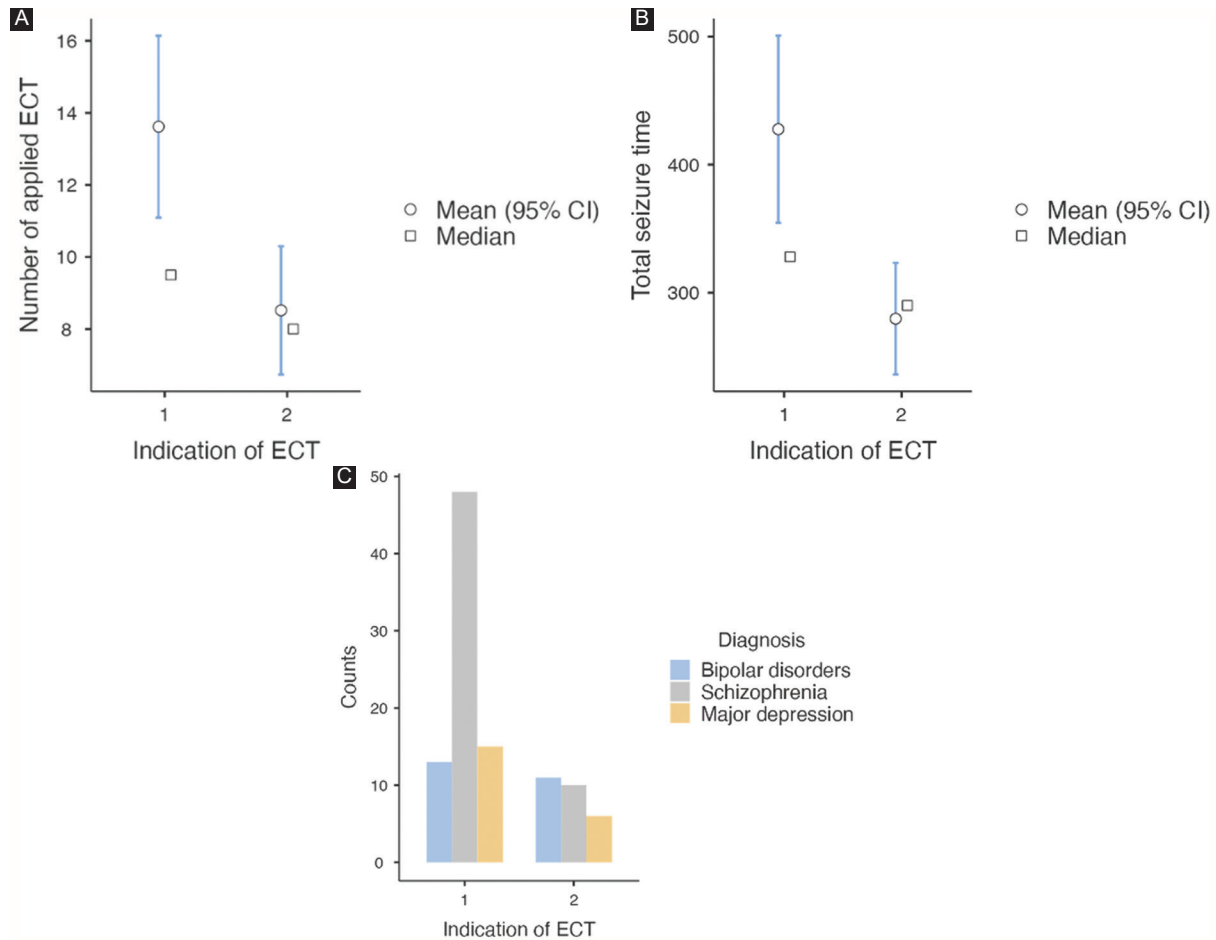 A
Number of applied ECT
16
14
12
10
8
1 2
Indication of ECT
Mean (95% CI)
Median
B
Total seizure time
500
400
300
1 2
Indication of ECT
Mean (95% CI)
Median
C
Counts
50
40
30
20
10
0
1 2
Indication of ECT
Diagnosis
Bipolar disorders
Schizophrenia
Major depression